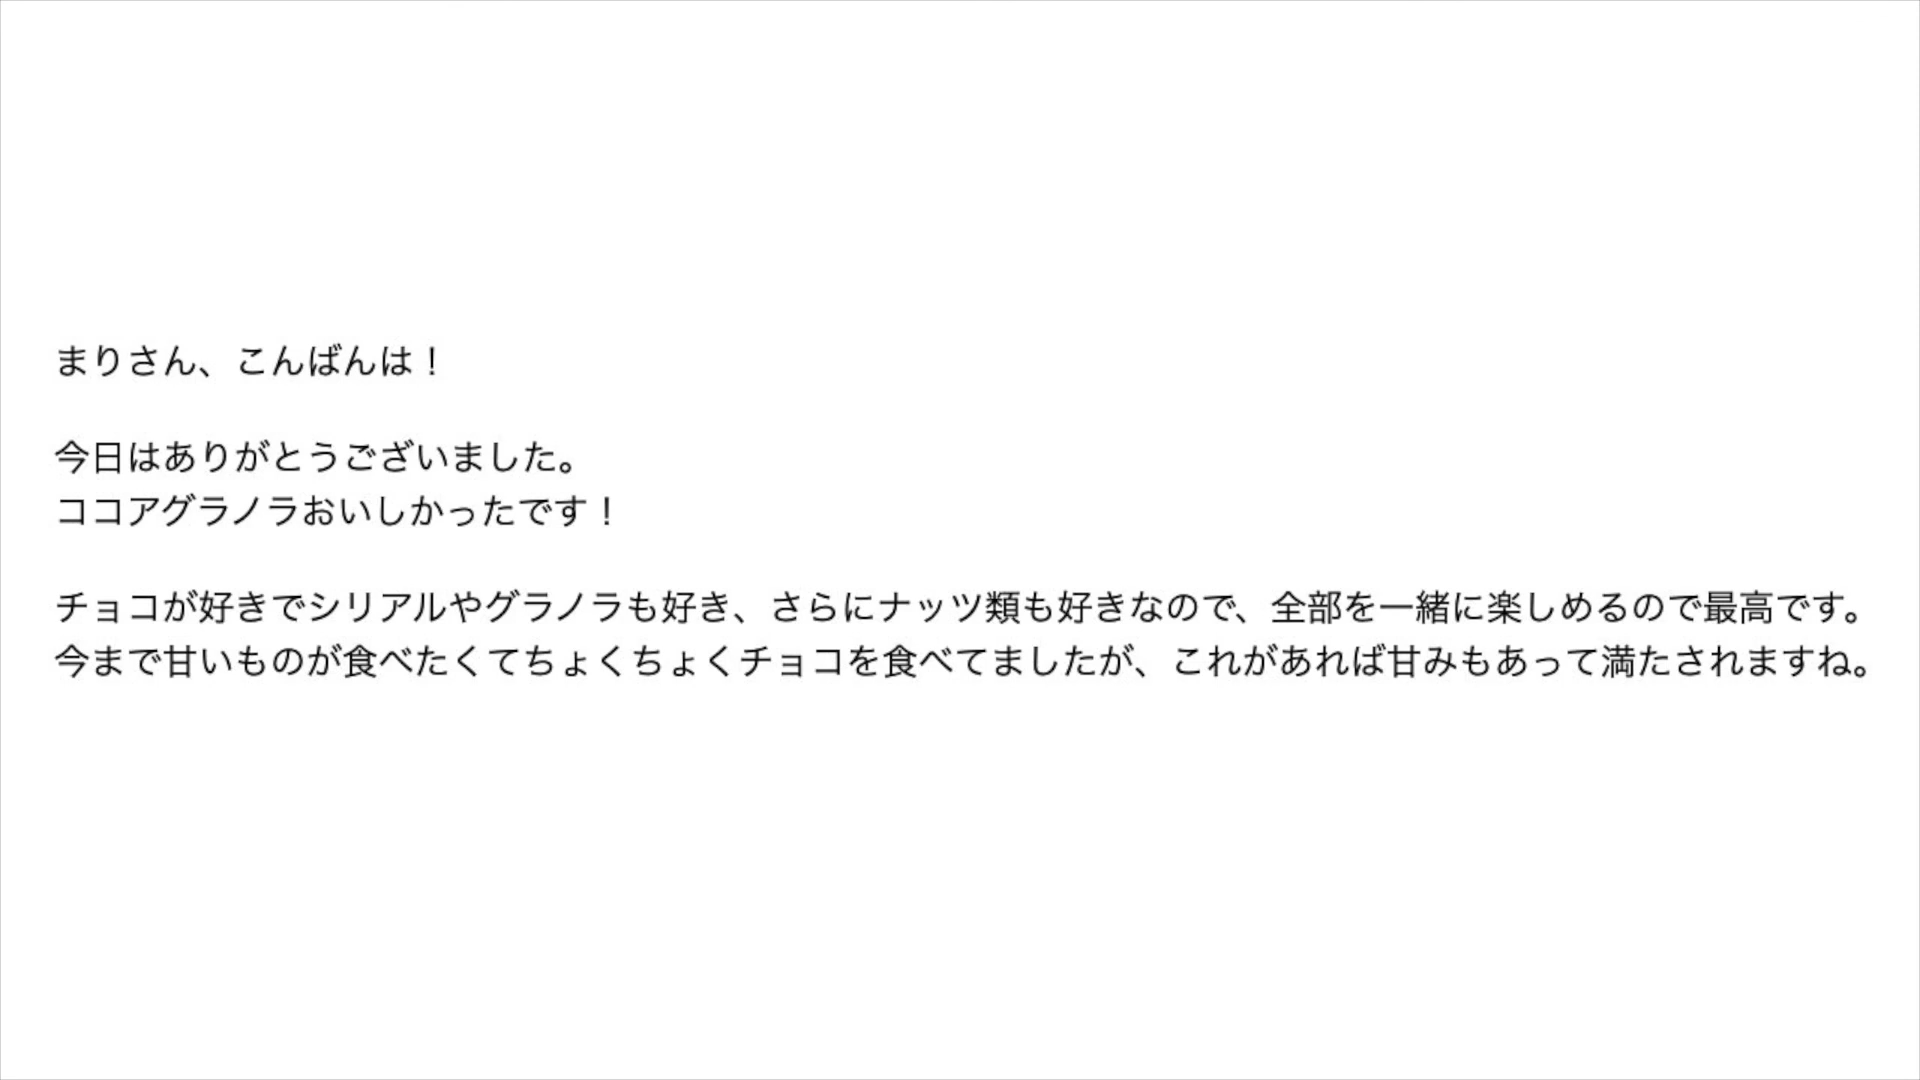 まりさん、こんばんは！
今日はありがとうございました。
ココアグラノラおいしかったです！
チョコが好きでシリアルやグラノラも好き、さらにナッツ類も好きなので、全部を一緒に楽しめるので最高です。
今まで甘いものが食べたくてちょくちょくチョコを食べてましたが、これがあれば甘みもあって満たされますね。